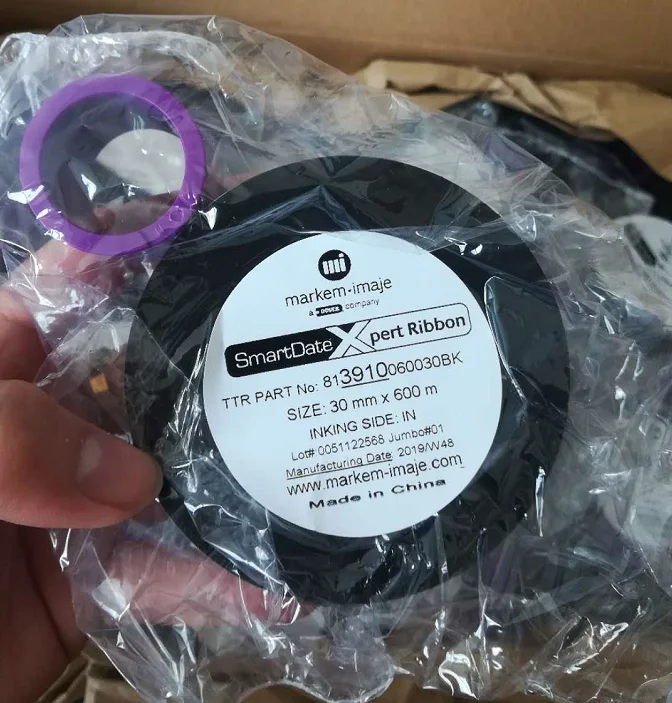 mi
markem-imaje
a DOVER company
SmartDate Xpert Ribbon
TTR PART No: 813910060030BK
SIZE: 30 mm x 600 m
INKING SIDE: IN
Lot# 0051122568 Jumbo#01
Manufacturing Date: 2019/W48
www.markem-imaje.com
Made in China